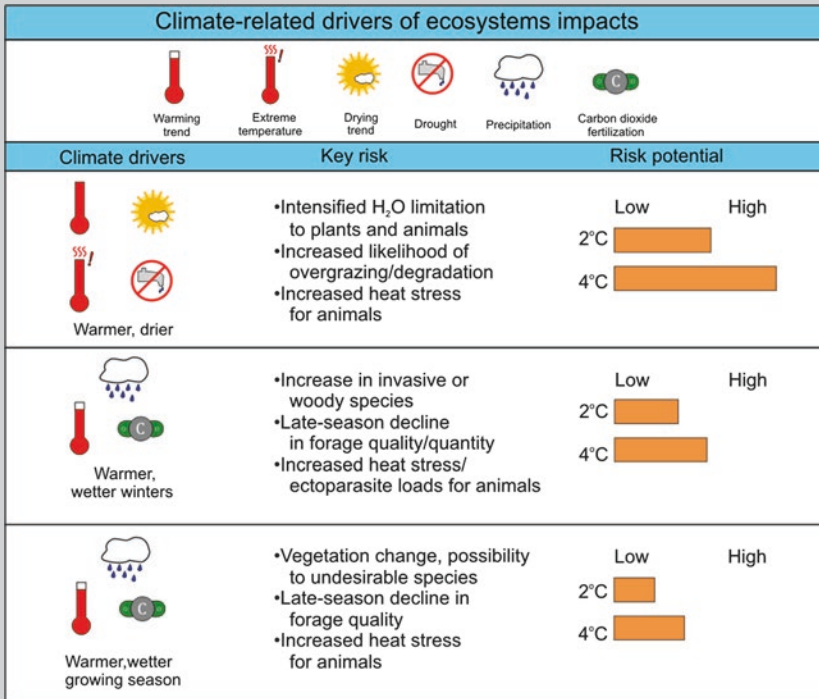 Climate-related drivers of ecosystems impacts
Warming
trend
Extreme
temperature
Drying
trend
Drought
Precipitation
Carbon dioxide
fertilization
C
Climate drivers
Key risk
Risk potential
Warmer, drier
•Intensified H₂O limitation
to plants and animals
•Increased likelihood of
overgrazing/degradation
•Increased heat stress
for animals
Low High
2°C
4°C
C
Warmer,
wetter winters
•Increase in invasive or
woody species
•Late-season decline
in forage quality/quantity
•Increased heat stress/
ectoparasite loads for animals
Low High
2°C
4°C
C
Warmer,wetter
growing season
•Vegetation change, possibility
to undesirable species
•Late-season decline in
forage quality
•Increased heat stress
for animals
Low High
2°C
4°C